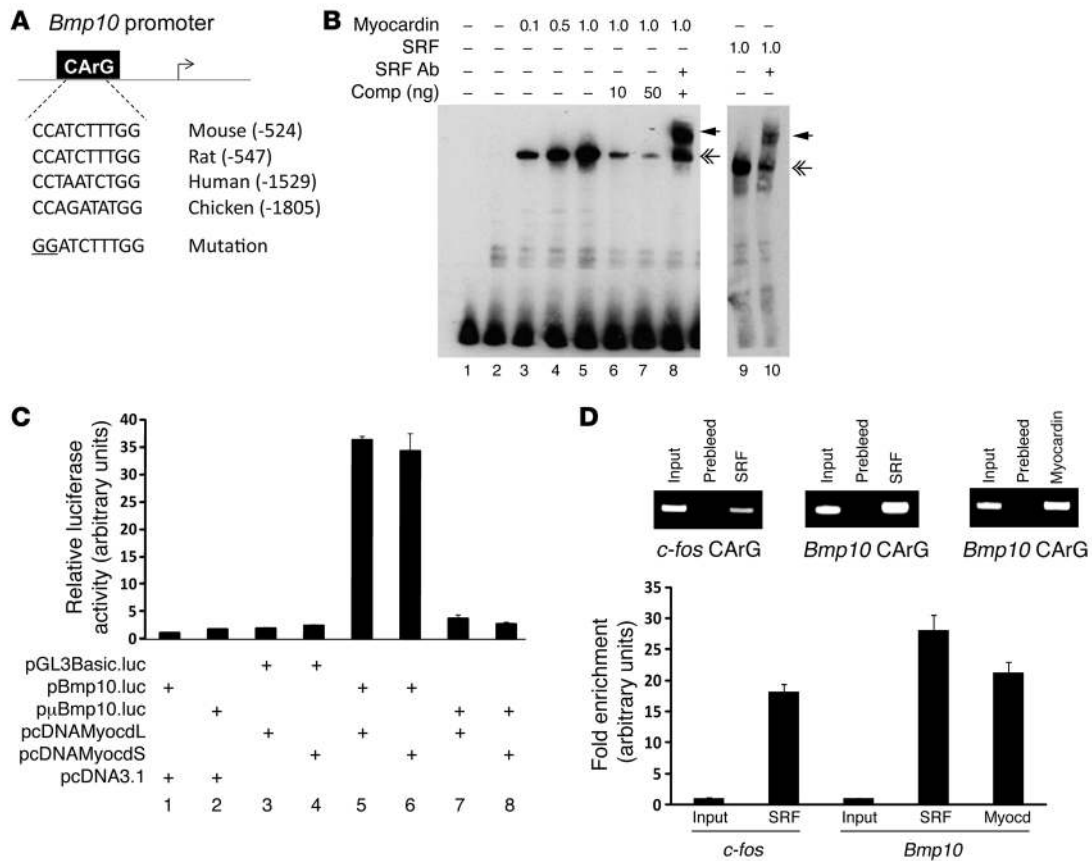 A Bmp10 promoter
CArG
CCATCTTTGG Mouse (-524)
CCATCTTTGG Rat (-547)
CCTAATCTGG Human (-1529)
CCAGATATGG Chicken (-1805)
GGATCTTTGG Mutation
B
Myocardin – – 0.1 0.5 1.0 1.0 1.0 1.0 –
SRF – – – – – – – – 1.0 1.0
SRF Ab – – – – – – – + – +
Comp (ng) – – – – – 10 50 + – –
1 2 3 4 5 6 7 8 9 10
C
Relative luciferase
activity (arbitrary units)
40
35
30
25
20
15
10
5
0
pGL3Basic.luc + +
pBmp10.luc + + +
pµBmp10.luc + + +
pcDNAMyocdL + + +
pcDNAMyocdS + + +
pcDNA3.1 + +
1 2 3 4 5 6 7 8
D
Input Prebleed SRF
c-fos CArG
Input Prebleed SRF
Bmp10 CArG
Input Prebleed Myocardin
Bmp10 CArG
Fold enrichment
(arbitrary units)
35
30
25
20
15
10
5
0
Input SRF Input SRF Myocd
c-fos Bmp10